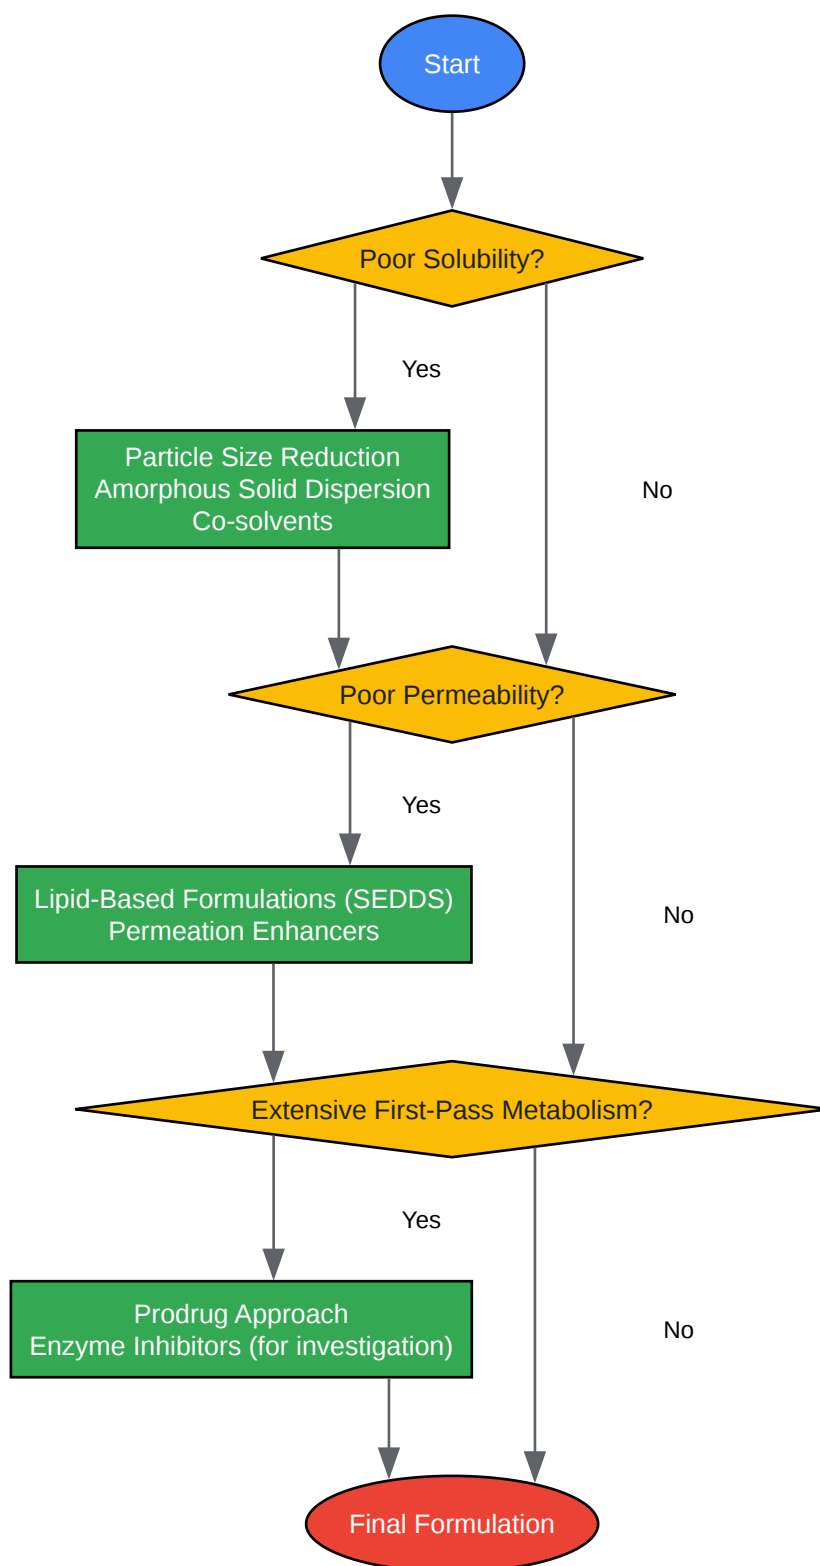 Start
Poor Solubility?
Yes
Particle Size Reduction
Amorphous Solid Dispersion
Co-solvents
No
Poor Permeability?
Yes
Lipid-Based Formulations (SEDDS)
Permeation Enhancers
No
Extensive First-Pass Metabolism?
Yes
Prodrug Approach
Enzyme Inhibitors (for investigation)
No
Final Formulation